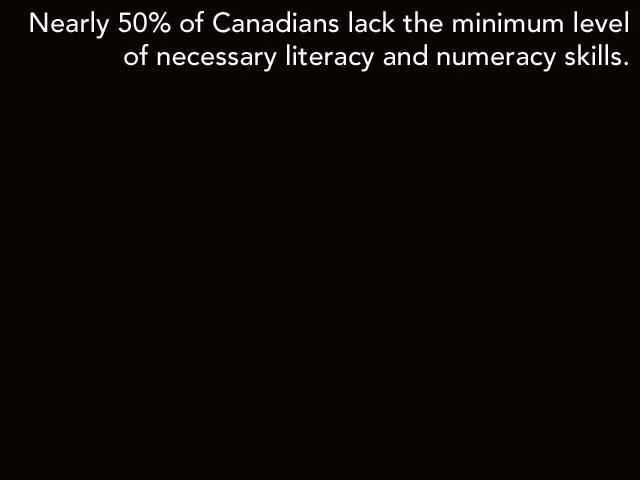 Nearly 50% of Canadians lack the minimum level
of necessary literacy and numeracy skills.